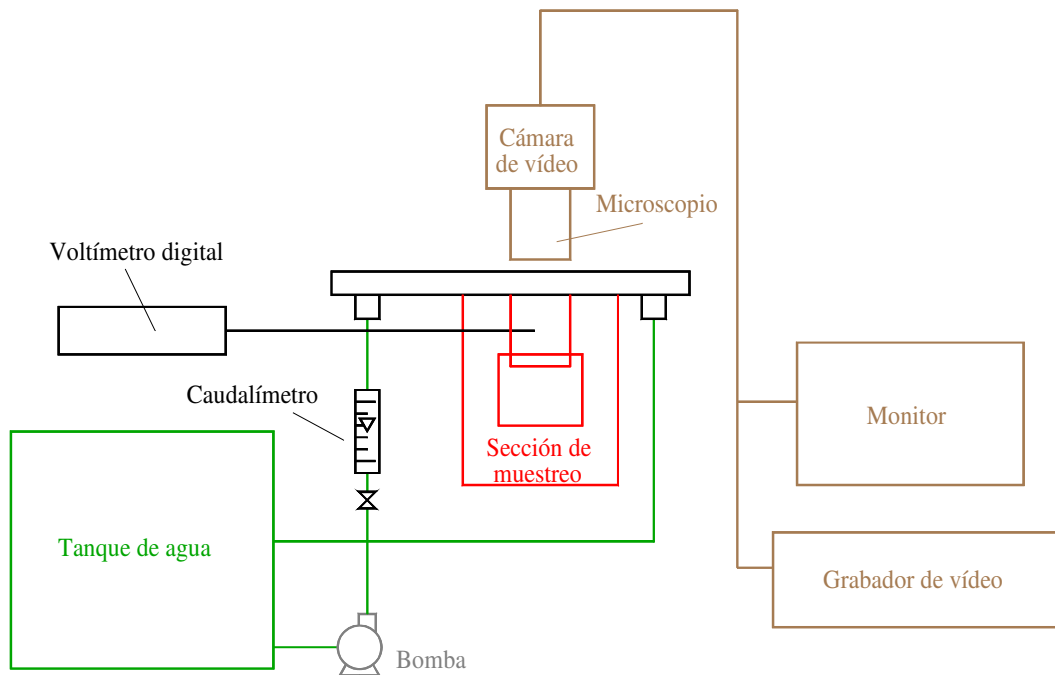 Cámara
de vídeo
Microscopio
Voltímetro digital
Caudalímetro
Monitor
Sección de
muestreo
Tanque de agua
Grabador de vídeo
Bomba